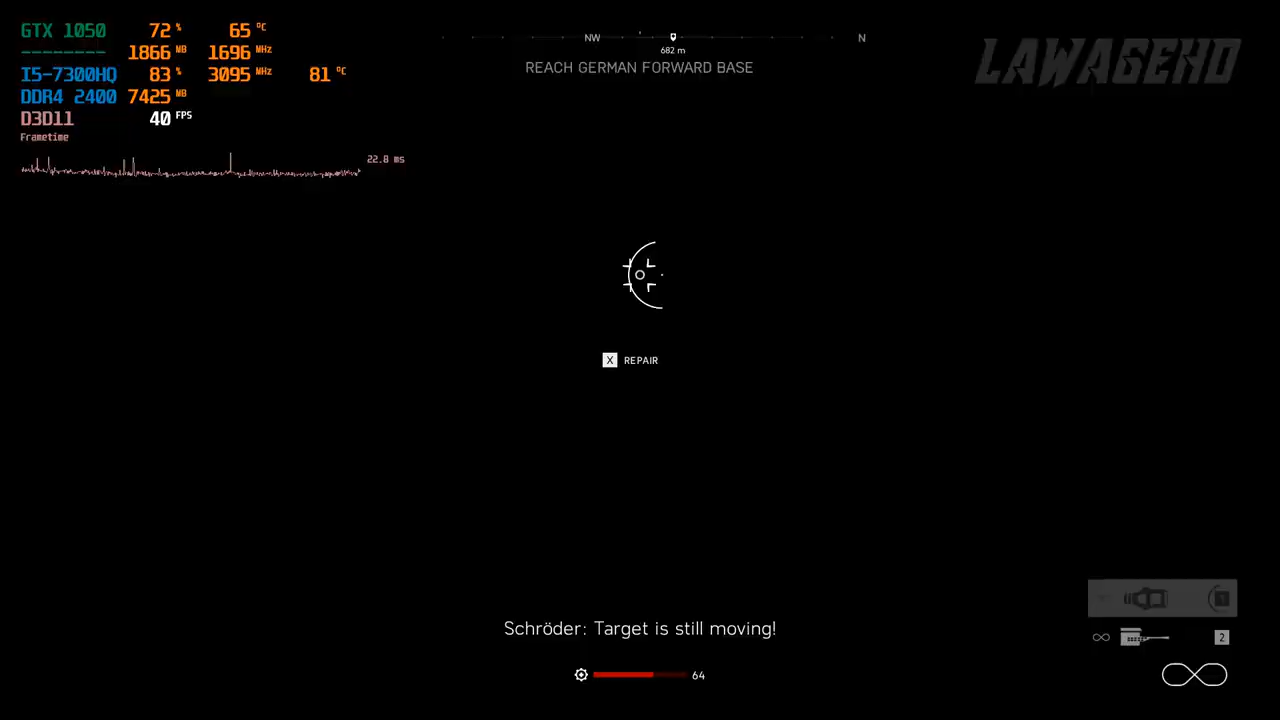 GTX 1050 72 % 65 °C
-------- 1866 MB 1696 MHz
I5-7300HQ 83 % 3095 MHz 81 °C
DDR4 2400 7425 MB
D3D11 40 FPS
Frametime
22.8 ms
NW N
682 m
REACH GERMAN FORWARD BASE
LAWAGEHD
X REPAIR
1
2
Schröder: Target is still moving!
64